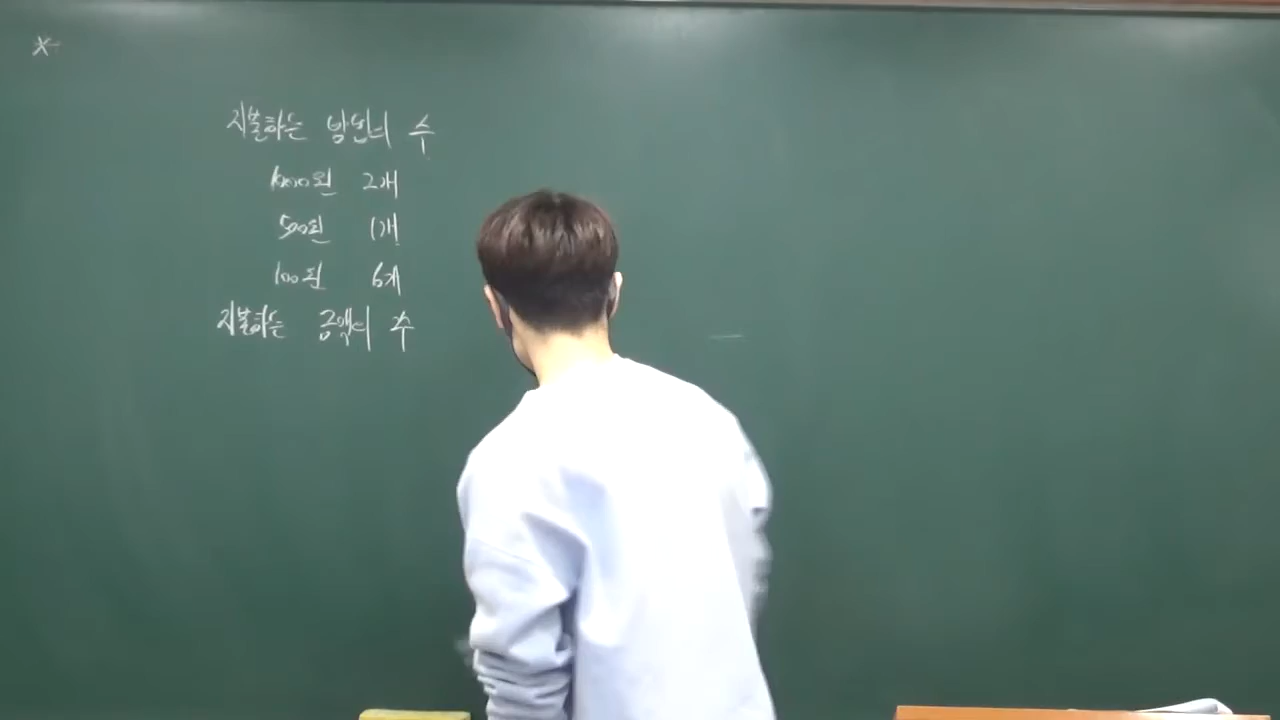 지불하는 방법의 수
1000원 2개
500원 1개
100원 6개
지불하는 금액의 수